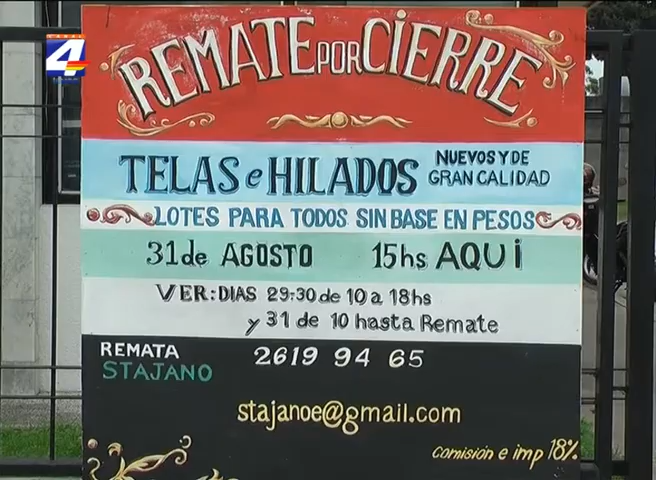 CANAL
4
REMATE POR CIERRE
TELAS e HILADOS NUEVOS Y DE GRAN CALIDAD
LOTES PARA TODOS SIN BASE EN PESOS
31 de AGOSTO 15hs AQUI
VER: DIAS 29-30 de 10 a 18hs
y 31 de 10 hasta Remate
REMATA 2619 94 65
STAJANO
stajanoe@gmail.com
comisión e imp 18%